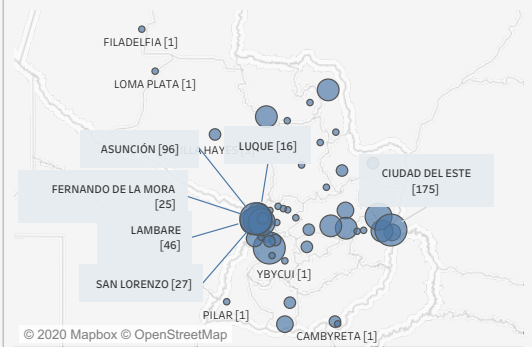 FILADELFIA [1]
LOMA PLATA [1]
ASUNCIÓN [96]
HAY
LUQUE [16]
CIUDAD DEL ESTE
[175]
FERNANDO DE LA MORA
[25]
LAMBARE
[46]
SAN LORENZO [27]
YBYCUI [1]
PILAR [1]
CAMBYRETA [1]
© 2020 Mapbox © OpenStreetMap